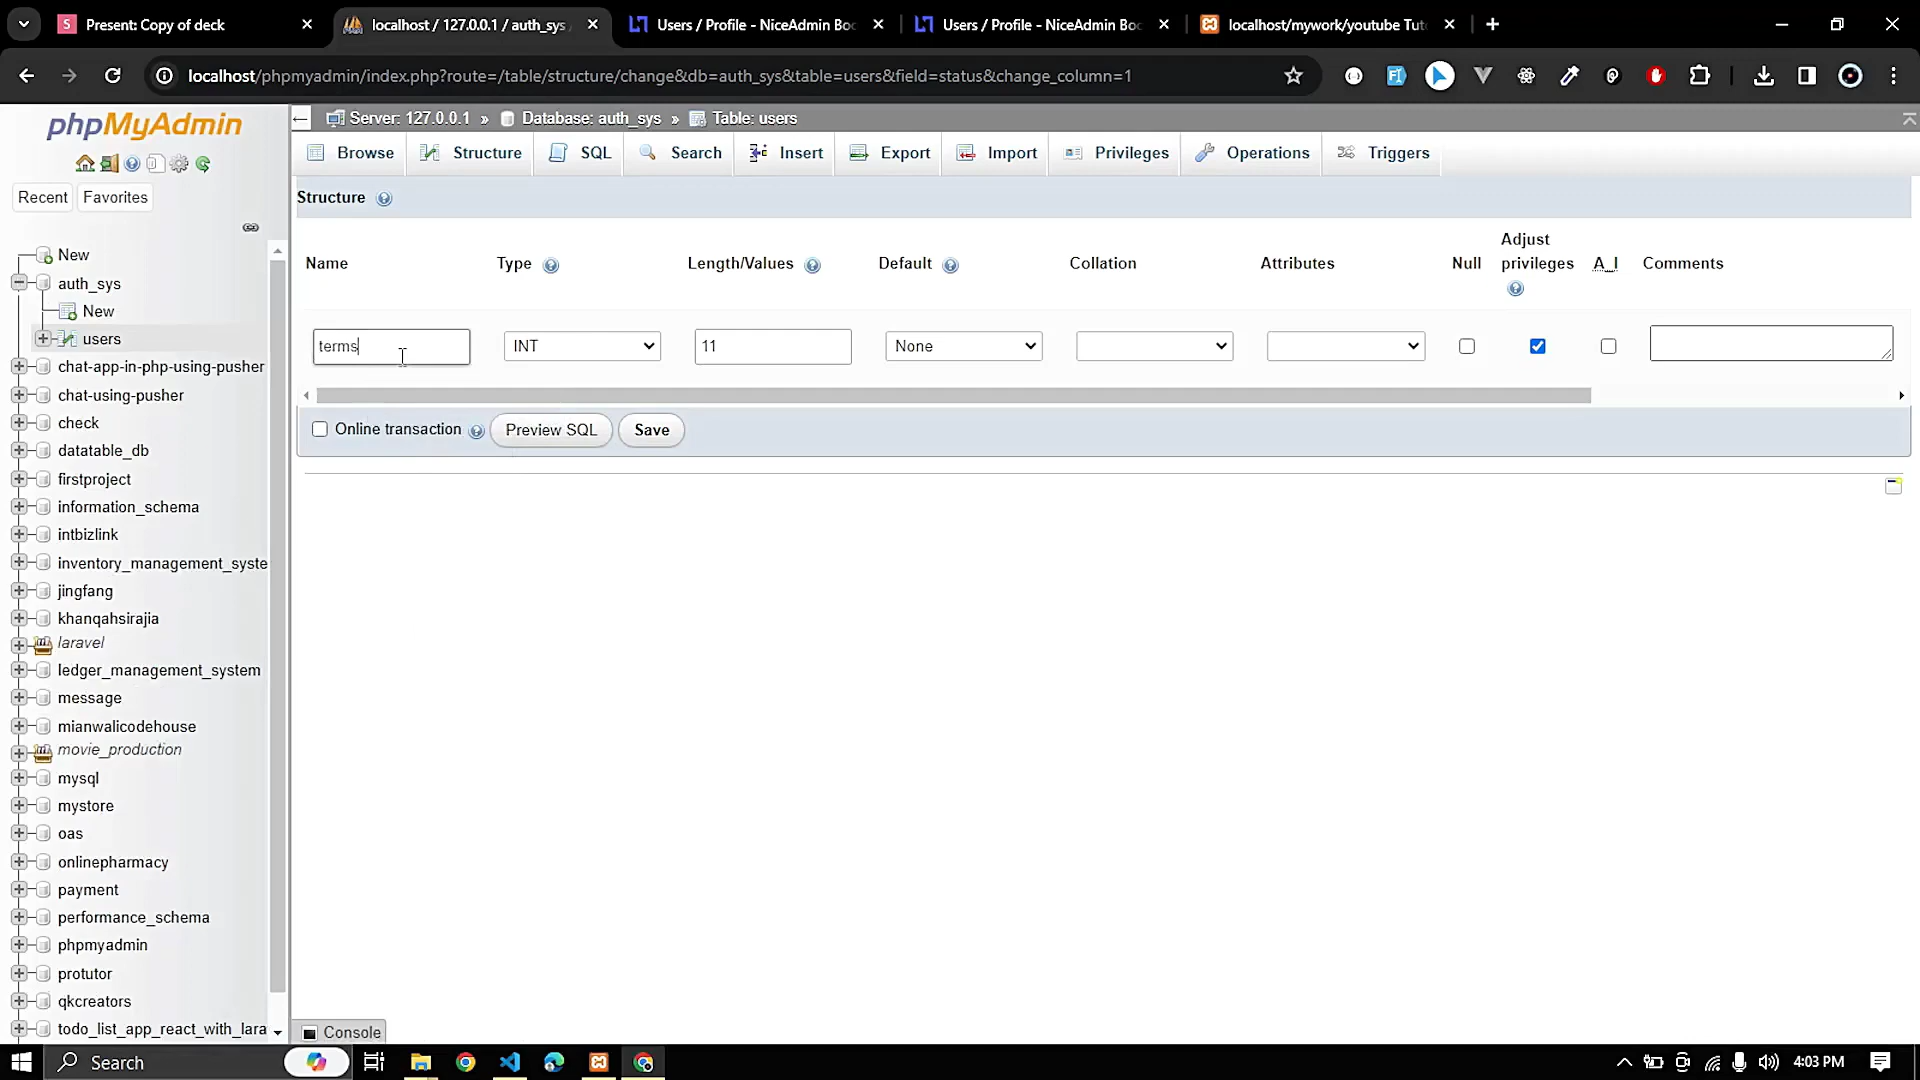 Present: Copy of deck
localhost / 127.0.0.1 / auth_sys
Users / Profile - NiceAdmin Boo
Users / Profile - NiceAdmin Boo
localhost/mywork/youtube Tut
localhost/phpmyadmin/index.php?route=/table/structure/change&db=auth_sys&table=users&field=status&change_column=1
phpMyAdmin
Recent Favorites
New
auth_sys
New
users
chat-app-in-php-using-pusher
chat-using-pusher
check
datatable_db
firstproject
information_schema
intbizlink
inventory_management_syste
jingfang
khanqahsirajia
laravel
ledger_management_system
message
mianwalicodehouse
movie_production
mysql
mystore
oas
onlinepharmacy
payment
performance_schema
phpmyadmin
protutor
qkcreators
todo_list_app_react_with_lara
Server: 127.0.0.1 » Database: auth_sys » Table: users
Browse Structure SQL Search Insert Export Import Privileges Operations Triggers
Structure
Name Type Length/Values Default Collation Attributes Null Adjust privileges A_I Comments
terms INT 11 None
Online transaction Preview SQL Save
Console
Search
4:03 PM